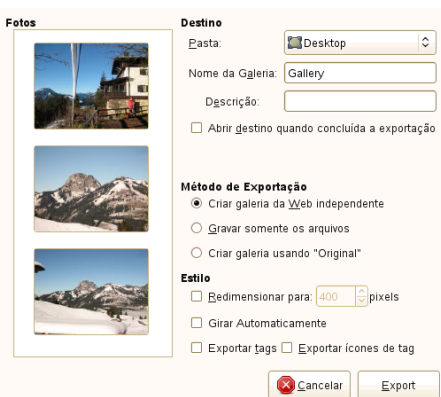 Fotos
Destino
Pasta: Desktop
Nome da Galeria: Gallery
Descrição:
Abrir destino quando concluída a exportação
Método de Exportação
Criar galeria da Web independente
Gravar somente os arquivos
Criar galeria usando "Original"
Estilo
Redimensionar para: 400 pixels
Girar Automaticamente
Exportar tags Exportar ícones de tag
Cancelar Export